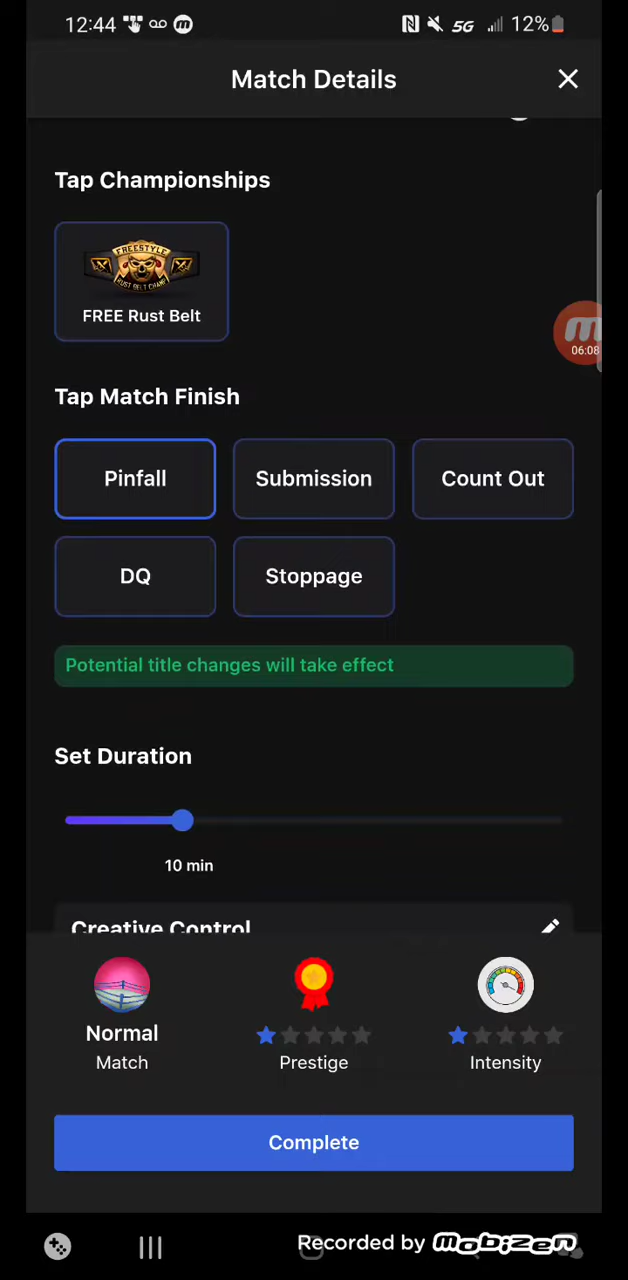 12:44
5G
12%
Match Details
Tap Championships
FREESTYLE
RUST BELT CHAMP
FREE Rust Belt
06:08
Tap Match Finish
Pinfall Submission Count Out
DQ Stoppage
Potential title changes will take effect
Set Duration
10 min
Creative Control
Normal
Match Prestige Intensity
Complete
Recorded by mobizen